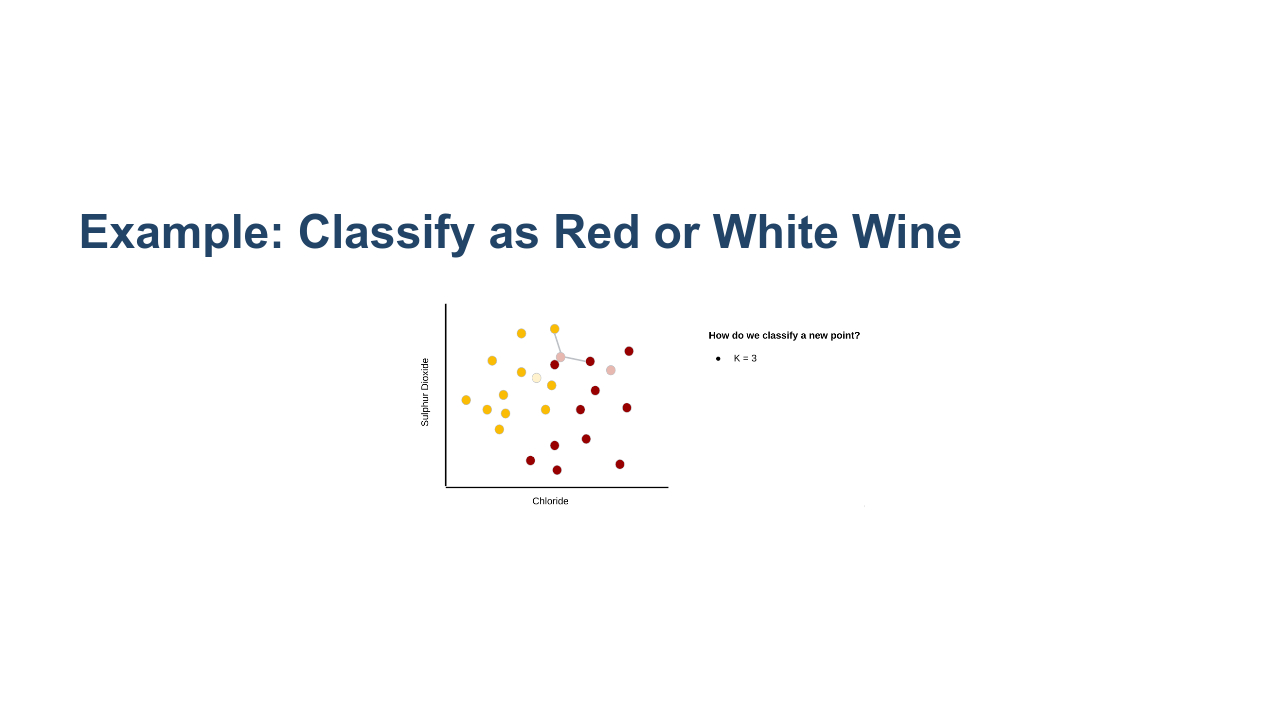 Example: Classify as Red or White Wine
How do we classify a new point?
● K = 3
Sulphur Dioxide
Chloride